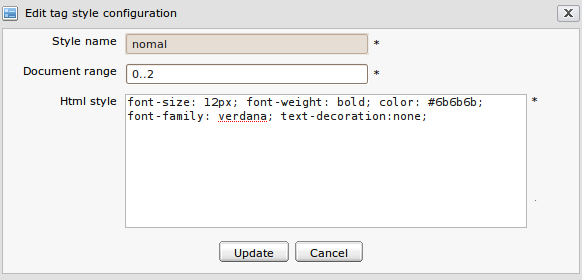 Edit tag style configuration
Style name nomal *
Document range 0..2 *
Html style font-size: 12px; font-weight: bold; color: #6b6b6b; *
font-family: verdana; text-decoration:none;
Update Cancel